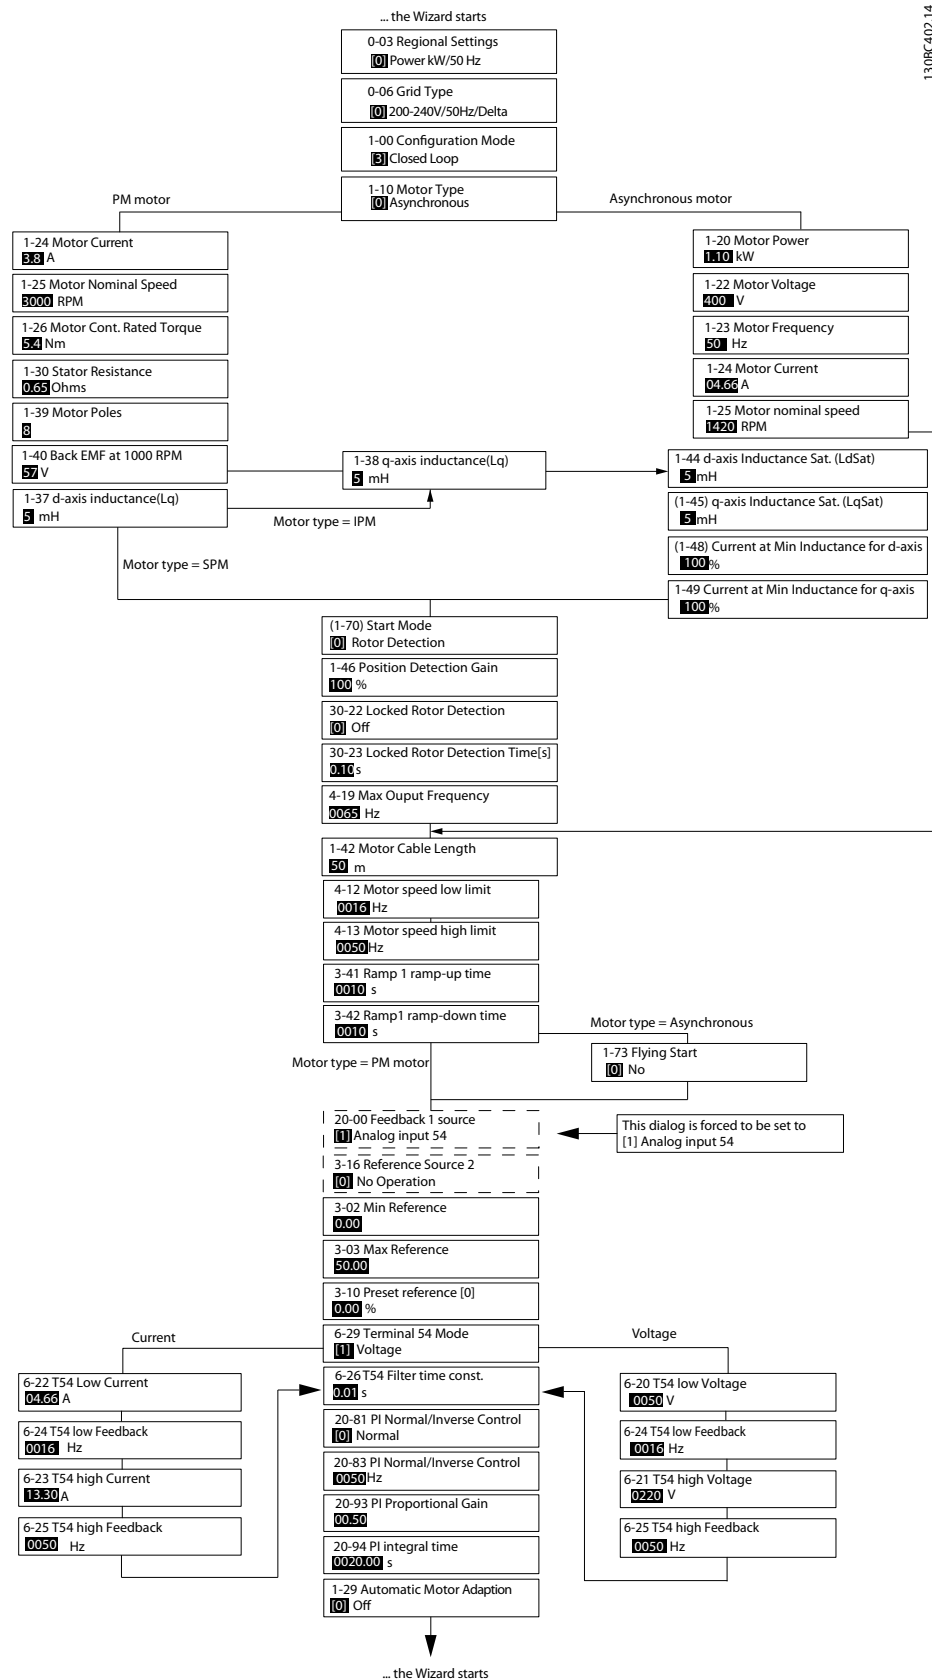 ... the Wizard starts
130BC402.14
0-03 Regional Settings
[0] Power kW/50 Hz
0-06 Grid Type
[0] 200-240V/50Hz/Delta
1-00 Configuration Mode
[3] Closed Loop
1-10 Motor Type
[0] Asynchronous
PM motor
Asynchronous motor
1-24 Motor Current
3.8 A
1-25 Motor Nominal Speed
3000 RPM
1-26 Motor Cont. Rated Torque
5.4 Nm
1-30 Stator Resistance
0.65 Ohms
1-39 Motor Poles
8
1-40 Back EMF at 1000 RPM
57 V
1-37 d-axis inductance(Lq)
5 mH
1-20 Motor Power
1.10 kW
1-22 Motor Voltage
400 V
1-23 Motor Frequency
50 Hz
1-24 Motor Current
04.66 A
1-25 Motor nominal speed
1420 RPM
1-38 q-axis inductance(Lq)
5 mH
Motor type = IPM
Motor type = SPM
1-44 d-axis Inductance Sat. (LdSat)
5 mH
(1-45) q-axis Inductance Sat. (LqSat)
5 mH
(1-48) Current at Min Inductance for d-axis
100 %
1-49 Current at Min Inductance for q-axis
100 %
(1-70) Start Mode
[0] Rotor Detection
1-46 Position Detection Gain
100 %
30-22 Locked Rotor Detection
[0] Off
30-23 Locked Rotor Detection Time[s]
0.10 s
4-19 Max Ouput Frequency
0065 Hz
1-42 Motor Cable Length
50 m
4-12 Motor speed low limit
0016 Hz
4-13 Motor speed high limit
0050 Hz
3-41 Ramp 1 ramp-up time
0010 s
3-42 Ramp1 ramp-down time
0010 s
Motor type = Asynchronous
1-73 Flying Start
[0] No
Motor type = PM motor
20-00 Feedback 1 source
[1] Analog input 54
This dialog is forced to be set to
[1] Analog input 54
3-16 Reference Source 2
[0] No Operation
3-02 Min Reference
0.00
3-03 Max Reference
50.00
3-10 Preset reference [0]
0.00 %
6-29 Terminal 54 Mode
[1] Voltage
Current
Voltage
6-22 T54 Low Current
04.66 A
6-24 T54 low Feedback
0016 Hz
6-23 T54 high Current
13.30 A
6-25 T54 high Feedback
0050 Hz
6-26 T54 Filter time const.
0.01 s
20-81 PI Normal/Inverse Control
[0] Normal
20-83 PI Normal/Inverse Control
0050 Hz
20-93 PI Proportional Gain
00.50
20-94 PI integral time
0020.00 s
1-29 Automatic Motor Adaption
[0] Off
6-20 T54 low Voltage
0050 V
6-24 T54 low Feedback
0016 Hz
6-21 T54 high Voltage
0220 V
6-25 T54 high Feedback
0050 Hz
... the Wizard starts